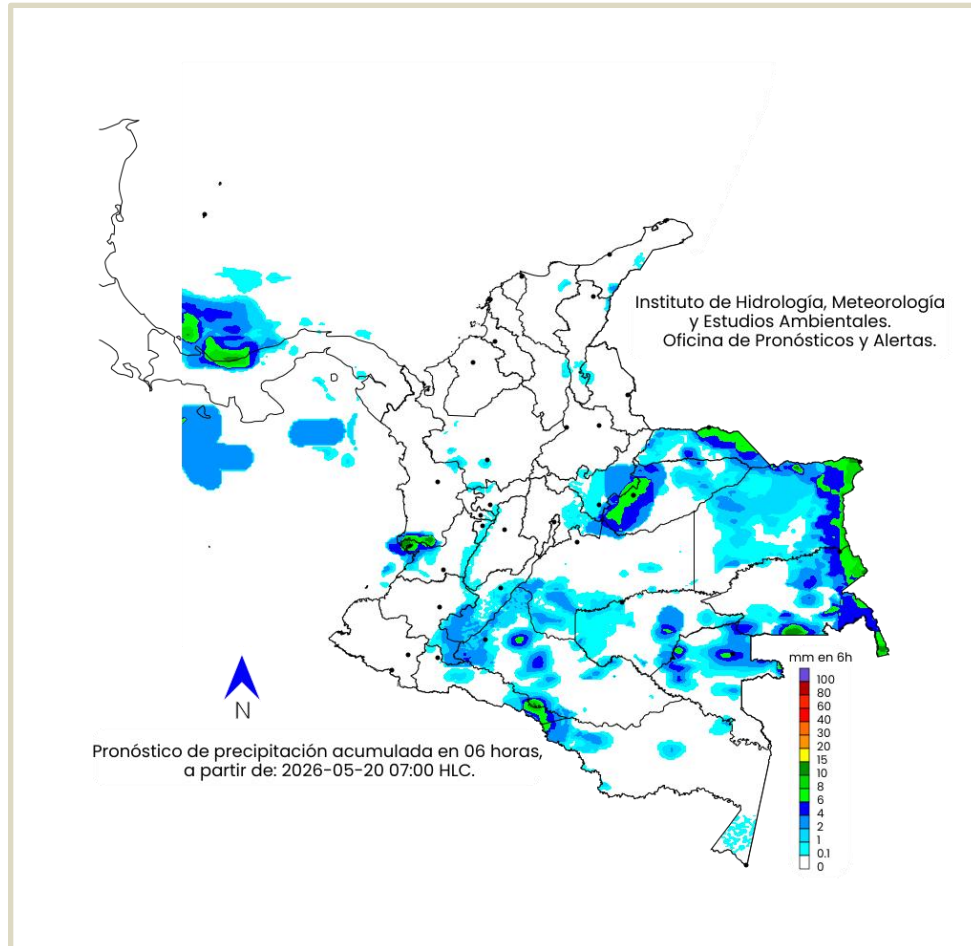 Instituto de Hidrología, Meteorología
y Estudios Ambientales.
Oficina de Pronósticos y Alertas.
mm en 6h
100
80
60
40
30
20
15
10
8
6
4
2
1
0.1
0
N
Pronóstico de precipitación acumulada en 06 horas,
a partir de: 2026-05-20 07:00 HLC.